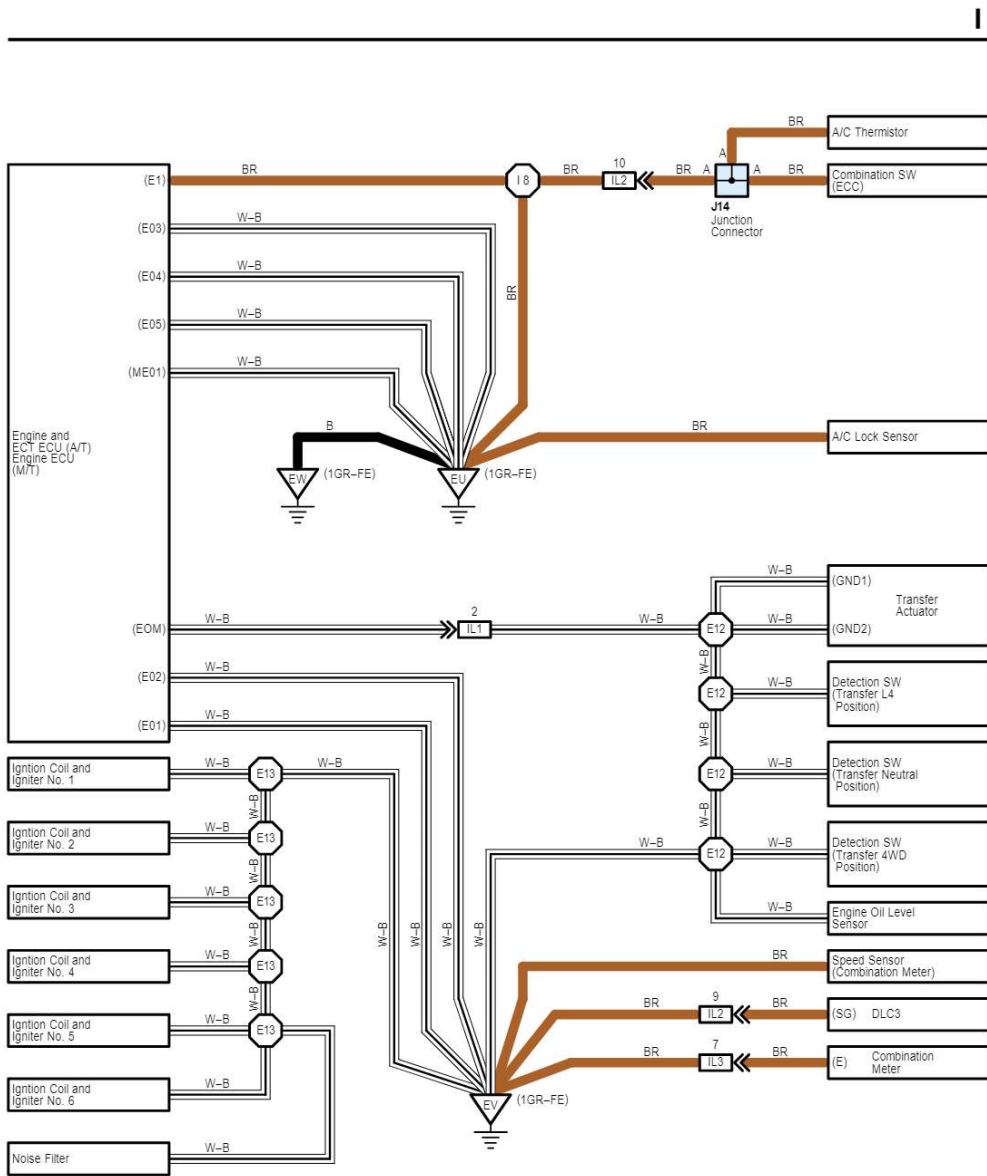 I
BR
A/C Thermistor
A
10
(E1)
BR
I 8
BR
IL2
BR
A
A
BR
Combination SW
(ECC)
J14
Junction
Connector
W–B
(E03)
W–B
(E04)
BR
W–B
(E05)
W–B
(ME01)
Engine and
ECT ECU (A/T)
Engine ECU
(M/T)
B
BR
A/C Lock Sensor
EW
(1GR–FE)
EU
(1GR–FE)
W–B
(GND1)
Transfer
Actuator
2
(EOM)
W–B
IL1
W–B
E12
W–B
(GND2)
W–B
(E02)
W–B
E12
W–B
Detection SW
(Transfer L4
Position)
W–B
(E01)
W–B
W–B
Igntion Coil and
Igniter No. 1
W–B
E13
W–B
E12
W–B
Detection SW
(Transfer Neutral
Position)
W–B
W–B
Igntion Coil and
Igniter No. 2
W–B
E13
W–B
E12
W–B
Detection SW
(Transfer 4WD
Position)
W–B
Igntion Coil and
Igniter No. 3
W–B
E13
W–B
Engine Oil Level
Sensor
W–B
W–B
W–B
W–B
W–B
Igntion Coil and
Igniter No. 4
W–B
E13
BR
Speed Sensor
(Combination Meter)
W–B
9
Igntion Coil and
Igniter No. 5
W–B
E13
BR
IL2
BR
(SG)
DLC3
7
BR
IL3
BR
(E)
Combination
Meter
Igntion Coil and
Igniter No. 6
W–B
EV
(1GR–FE)
Noise Filter
W–B